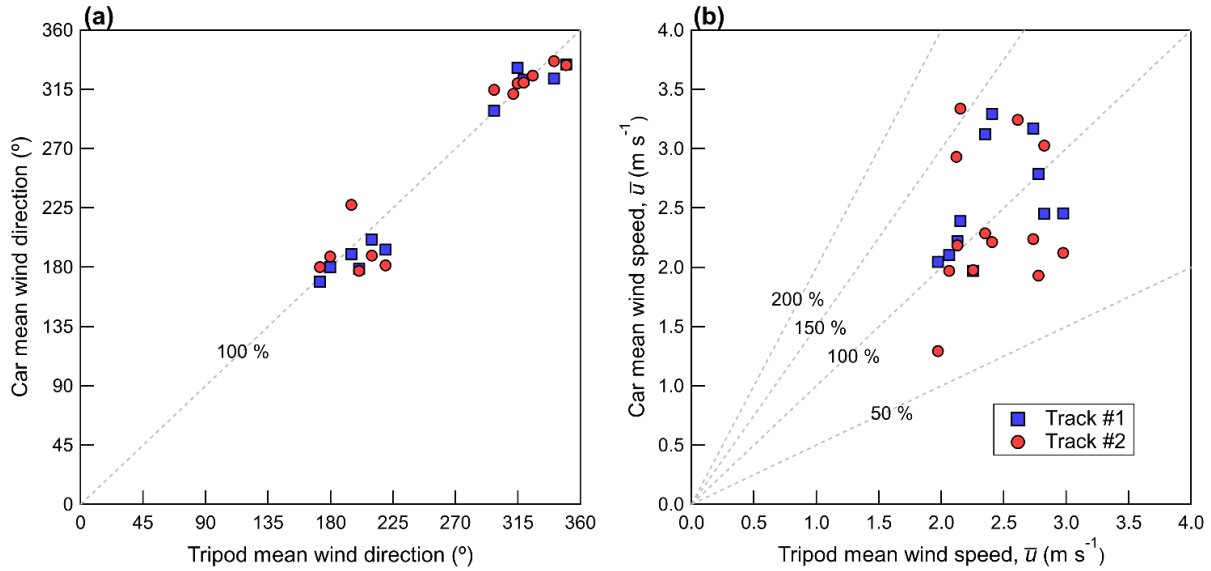 (a)
360
315
270
225
180
135
90
45
0
Car mean wind direction (º)
100 %
0 45 90 135 180 225 270 315 360
Tripod mean wind direction (º)
(b)
4.0
3.5
3.0
2.5
2.0
1.5
1.0
0.5
0.0
Car mean wind speed, u̅ (m s⁻¹)
200 %
150 %
100 %
50 %
Track #1
Track #2
0.0 0.5 1.0 1.5 2.0 2.5 3.0 3.5 4.0
Tripod mean wind speed, u̅ (m s⁻¹)